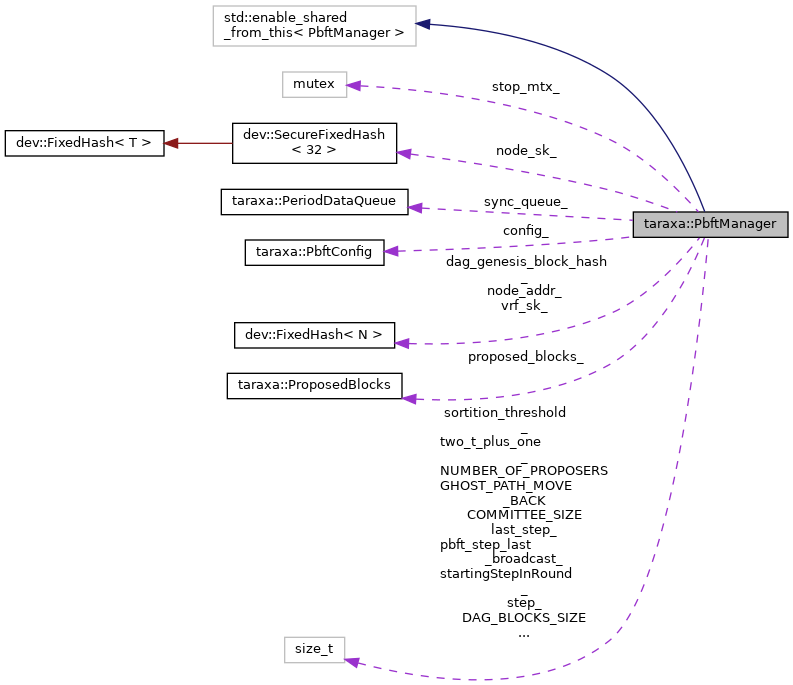 std::enable_shared
_from_this< PbftManager >
mutex
stop_mtx_
dev::FixedHash< T >
dev::SecureFixedHash
< 32 >
node_sk_
taraxa::PeriodDataQueue
sync_queue_
taraxa::PbftManager
config_
taraxa::PbftConfig
dag_genesis_block_hash
_
node_addr_
vrf_sk_
dev::FixedHash< N >
proposed_blocks_
taraxa::ProposedBlocks
sortition_threshold
_
two_t_plus_one
_
NUMBER_OF_PROPOSERS
GHOST_PATH_MOVE
_BACK
COMMITTEE_SIZE
last_step_
pbft_step_last
_broadcast_
startingStepInRound
_
step_
DAG_BLOCKS_SIZE
...
size_t